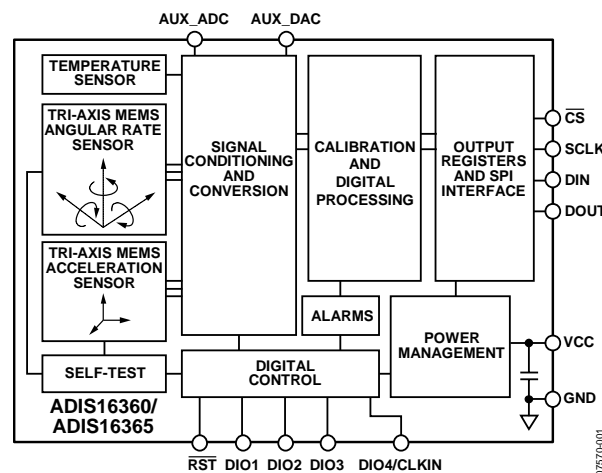 AUX_ADC
AUX_DAC
TEMPERATURE
SENSOR
TRI-AXIS MEMS
ANGULAR RATE
SENSOR
SIGNAL
CONDITIONING
AND
CONVERSION
CALIBRATION
AND
DIGITAL
PROCESSING
OUTPUT
REGISTERS
AND SPI
INTERFACE
CS
SCLK
DIN
DOUT
TRI-AXIS MEMS
ACCELERATION
SENSOR
ALARMS
POWER
MANAGEMENT
VCC
SELF-TEST
DIGITAL
CONTROL
GND
ADIS16360/
ADIS16365
RST
DIO1
DIO2
DIO3
DIO4/CLKIN
07570-001